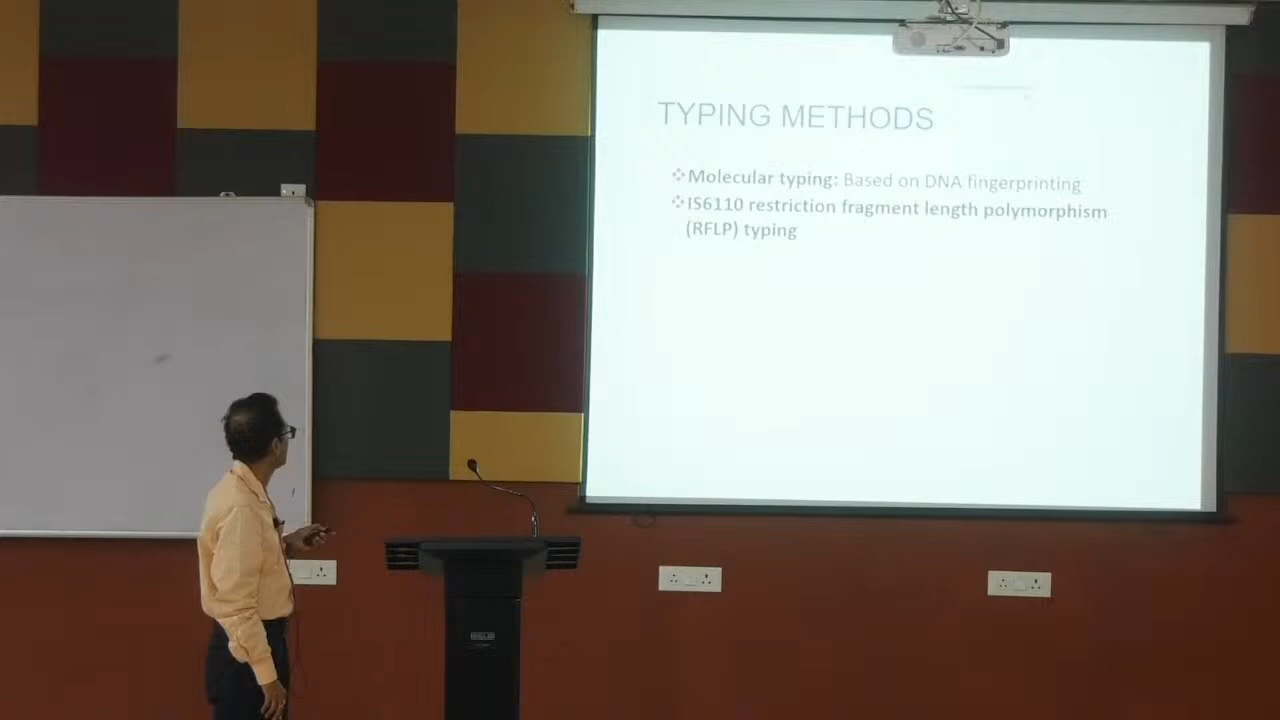 TYPING METHODS
❖Molecular typing: Based on DNA fingerprinting
❖IS6110 restriction fragment length polymorphism
(RFLP) typing